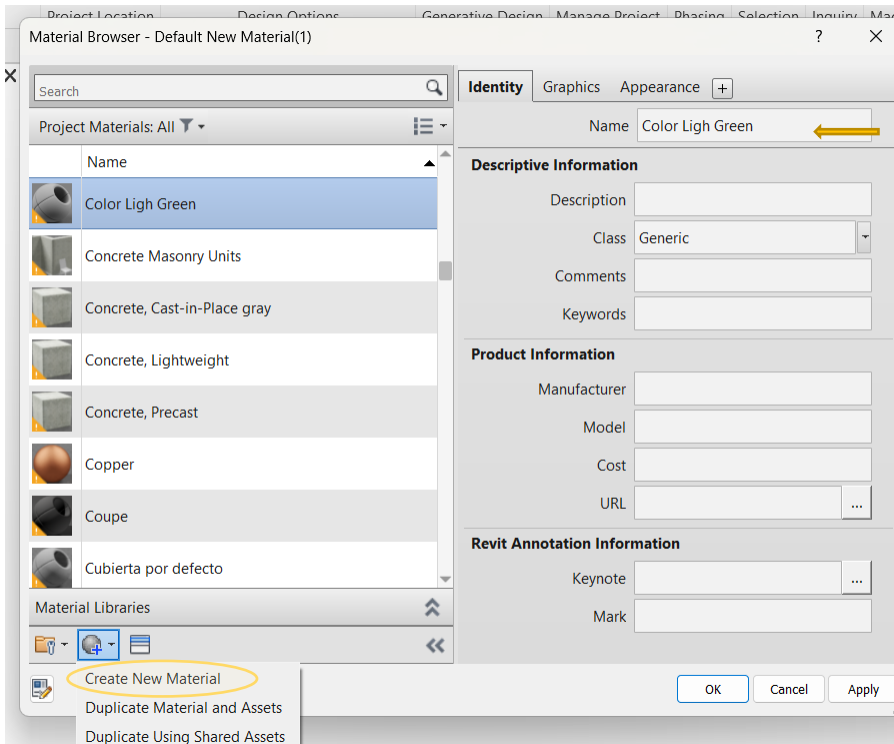 Project Location Design Options Generative Design Manage Project Phasing Selection Inquiry
Material Browser - Default New Material(1) ?
Search
Project Materials: All
Name
Color Ligh Green
Concrete Masonry Units
Concrete, Cast-in-Place gray
Concrete, Lightweight
Concrete, Precast
Copper
Coupe
Cubierta por defecto
Material Libraries
Create New Material
Duplicate Material and Assets
Duplicate Using Shared Assets
Identity Graphics Appearance +
Name Color Ligh Green
Descriptive Information
Description
Class Generic
Comments
Keywords
Product Information
Manufacturer
Model
Cost
URL ...
Revit Annotation Information
Keynote ...
Mark
OK Cancel Apply